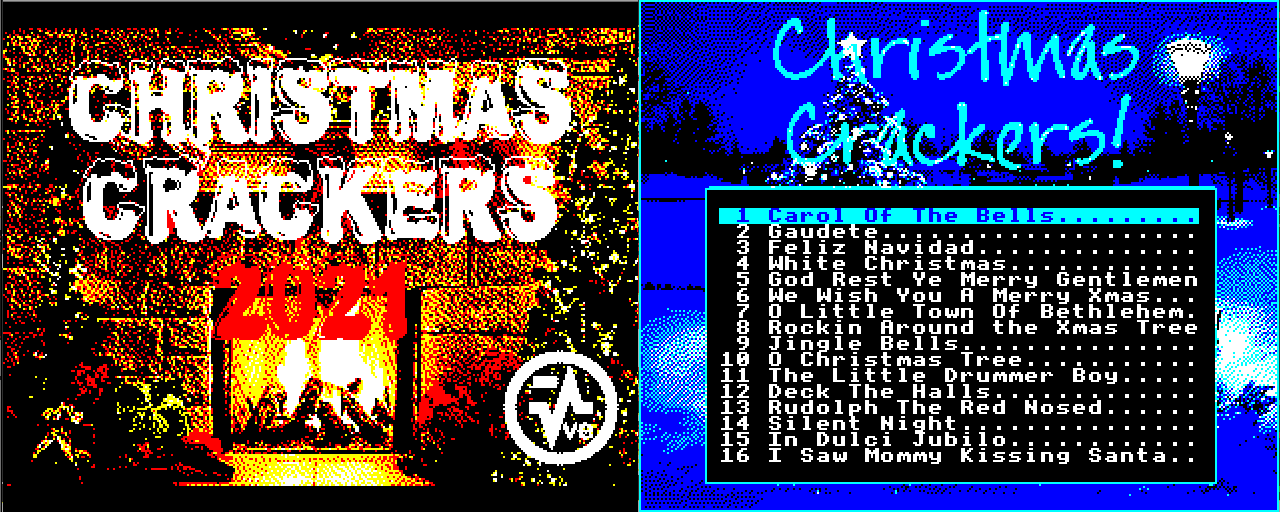 CHRISTMAS
CRACKERS
2021
V9
Christmas
Crackers!
1 Carol Of The Bells.........
2 Gaudete....................
3 Feliz Navidad..............
4 White Christmas............
5 God Rest Ye Merry Gentlemen
6 We Wish You A Merry Xmas...
7 O Little Town Of Bethlehem.
8 Rockin Around the Xmas Tree
9 Jingle Bells...............
10 O Christmas Tree...........
11 The Little Drummer Boy.....
12 Deck The Halls.............
13 Rudolph The Red Nosed......
14 Silent Night...............
15 In Dulci Jubilo............
16 I Saw Mommy Kissing Santa..